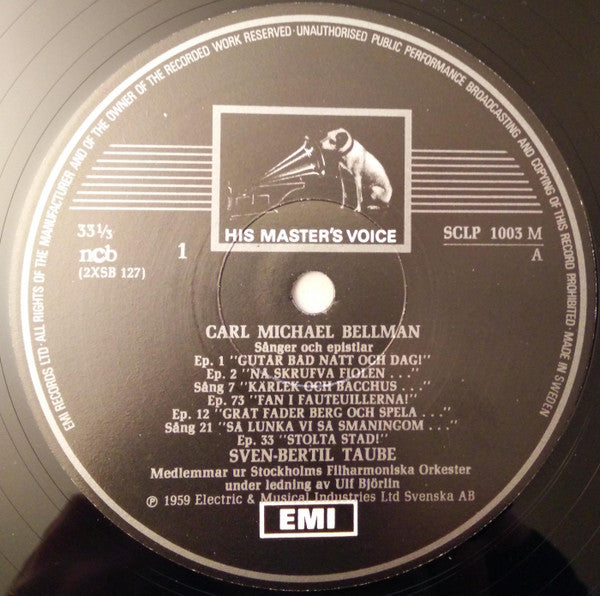 EMI RECORDS LTD · ALL RIGHTS OF THE MANUFACTURER AND OF THE OWNER OF THE RECORDED WORK RESERVED · UNAUTHORISED PUBLIC PERFORMANCE BROADCASTING AND COPYING OF THIS RECORD PROHIBITED · MADE IN SWEDEN
HIS MASTER'S VOICE
33 1/3
ncb
(2XSB 127)
1
SCLP 1003 M
A
CARL MICHAEL BELLMAN
Sånger och epistlar
Ep. 1 "GUTÅR BÅD NATT OCH DAG!"
Ep. 2 "NÅ SKRUFVA FIOLEN . . ."
Sång 7 "KÄRLEK OCH BACCHUS . . ."
Ep. 73 "FAN I FAUTEUILLERNA!"
Ep. 12 "GRÅT FADER BERG OCH SPELA . . ."
Sång 21 "SÅ LUNKA VI SÅ SMÅNINGOM . . ."
Ep. 33 "STOLTA STAD!"
SVEN-BERTIL TAUBE
Medlemmar ur Stockholms Filharmoniska Orkester
under ledning av Ulf Björlin
℗ 1959 Electric & Musical Industries Ltd Svenska AB
EMI